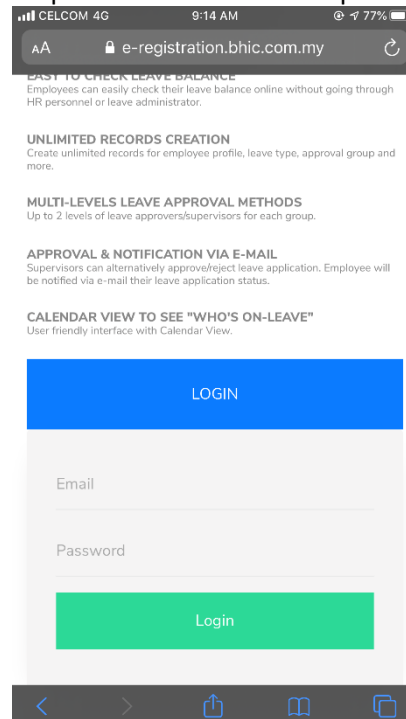 CELCOM 4G 9:14 AM 77%
AA e-registration.bhic.com.my
EASY TO CHECK LEAVE BALANCE
Employees can easily check their leave balance online without going through
HR personnel or leave administrator.
UNLIMITED RECORDS CREATION
Create unlimited records for employee profile, leave type, approval group and
more.
MULTI-LEVELS LEAVE APPROVAL METHODS
Up to 2 levels of leave approvers/supervisors for each group.
APPROVAL & NOTIFICATION VIA E-MAIL
Supervisors can alternatively approve/reject leave application. Employee will
be notified via e-mail their leave application status.
CALENDAR VIEW TO SEE "WHO'S ON-LEAVE"
User friendly interface with Calendar View.
LOGIN
Email
Password
Login